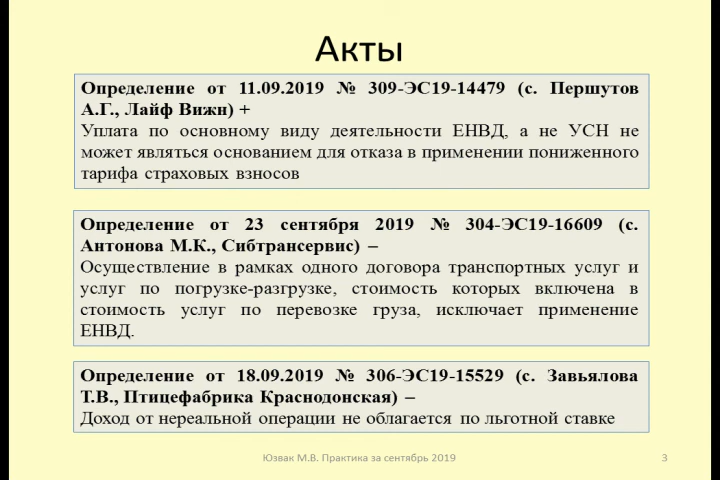 Акты
Определение от 11.09.2019 № 309-ЭС19-14479 (с. Першутов
А.Г., Лайф Вижн) +
Уплата по основному виду деятельности ЕНВД, а не УСН не
может являться основанием для отказа в применении пониженного
тарифа страховых взносов
Определение от 23 сентября 2019 № 304-ЭС19-16609 (с.
Антонова М.К., Сибтрансервис) –
Осуществление в рамках одного договора транспортных услуг и
услуг по погрузке-разгрузке, стоимость которых включена в
стоимость услуг по перевозке груза, исключает применение
ЕНВД.
Определение от 18.09.2019 № 306-ЭС19-15529 (с. Завьялова
Т.В., Птицефабрика Краснодонская) –
Доход от нереальной операции не облагается по льготной ставке
Юзвак М.В. Практика за сентябрь 2019
3